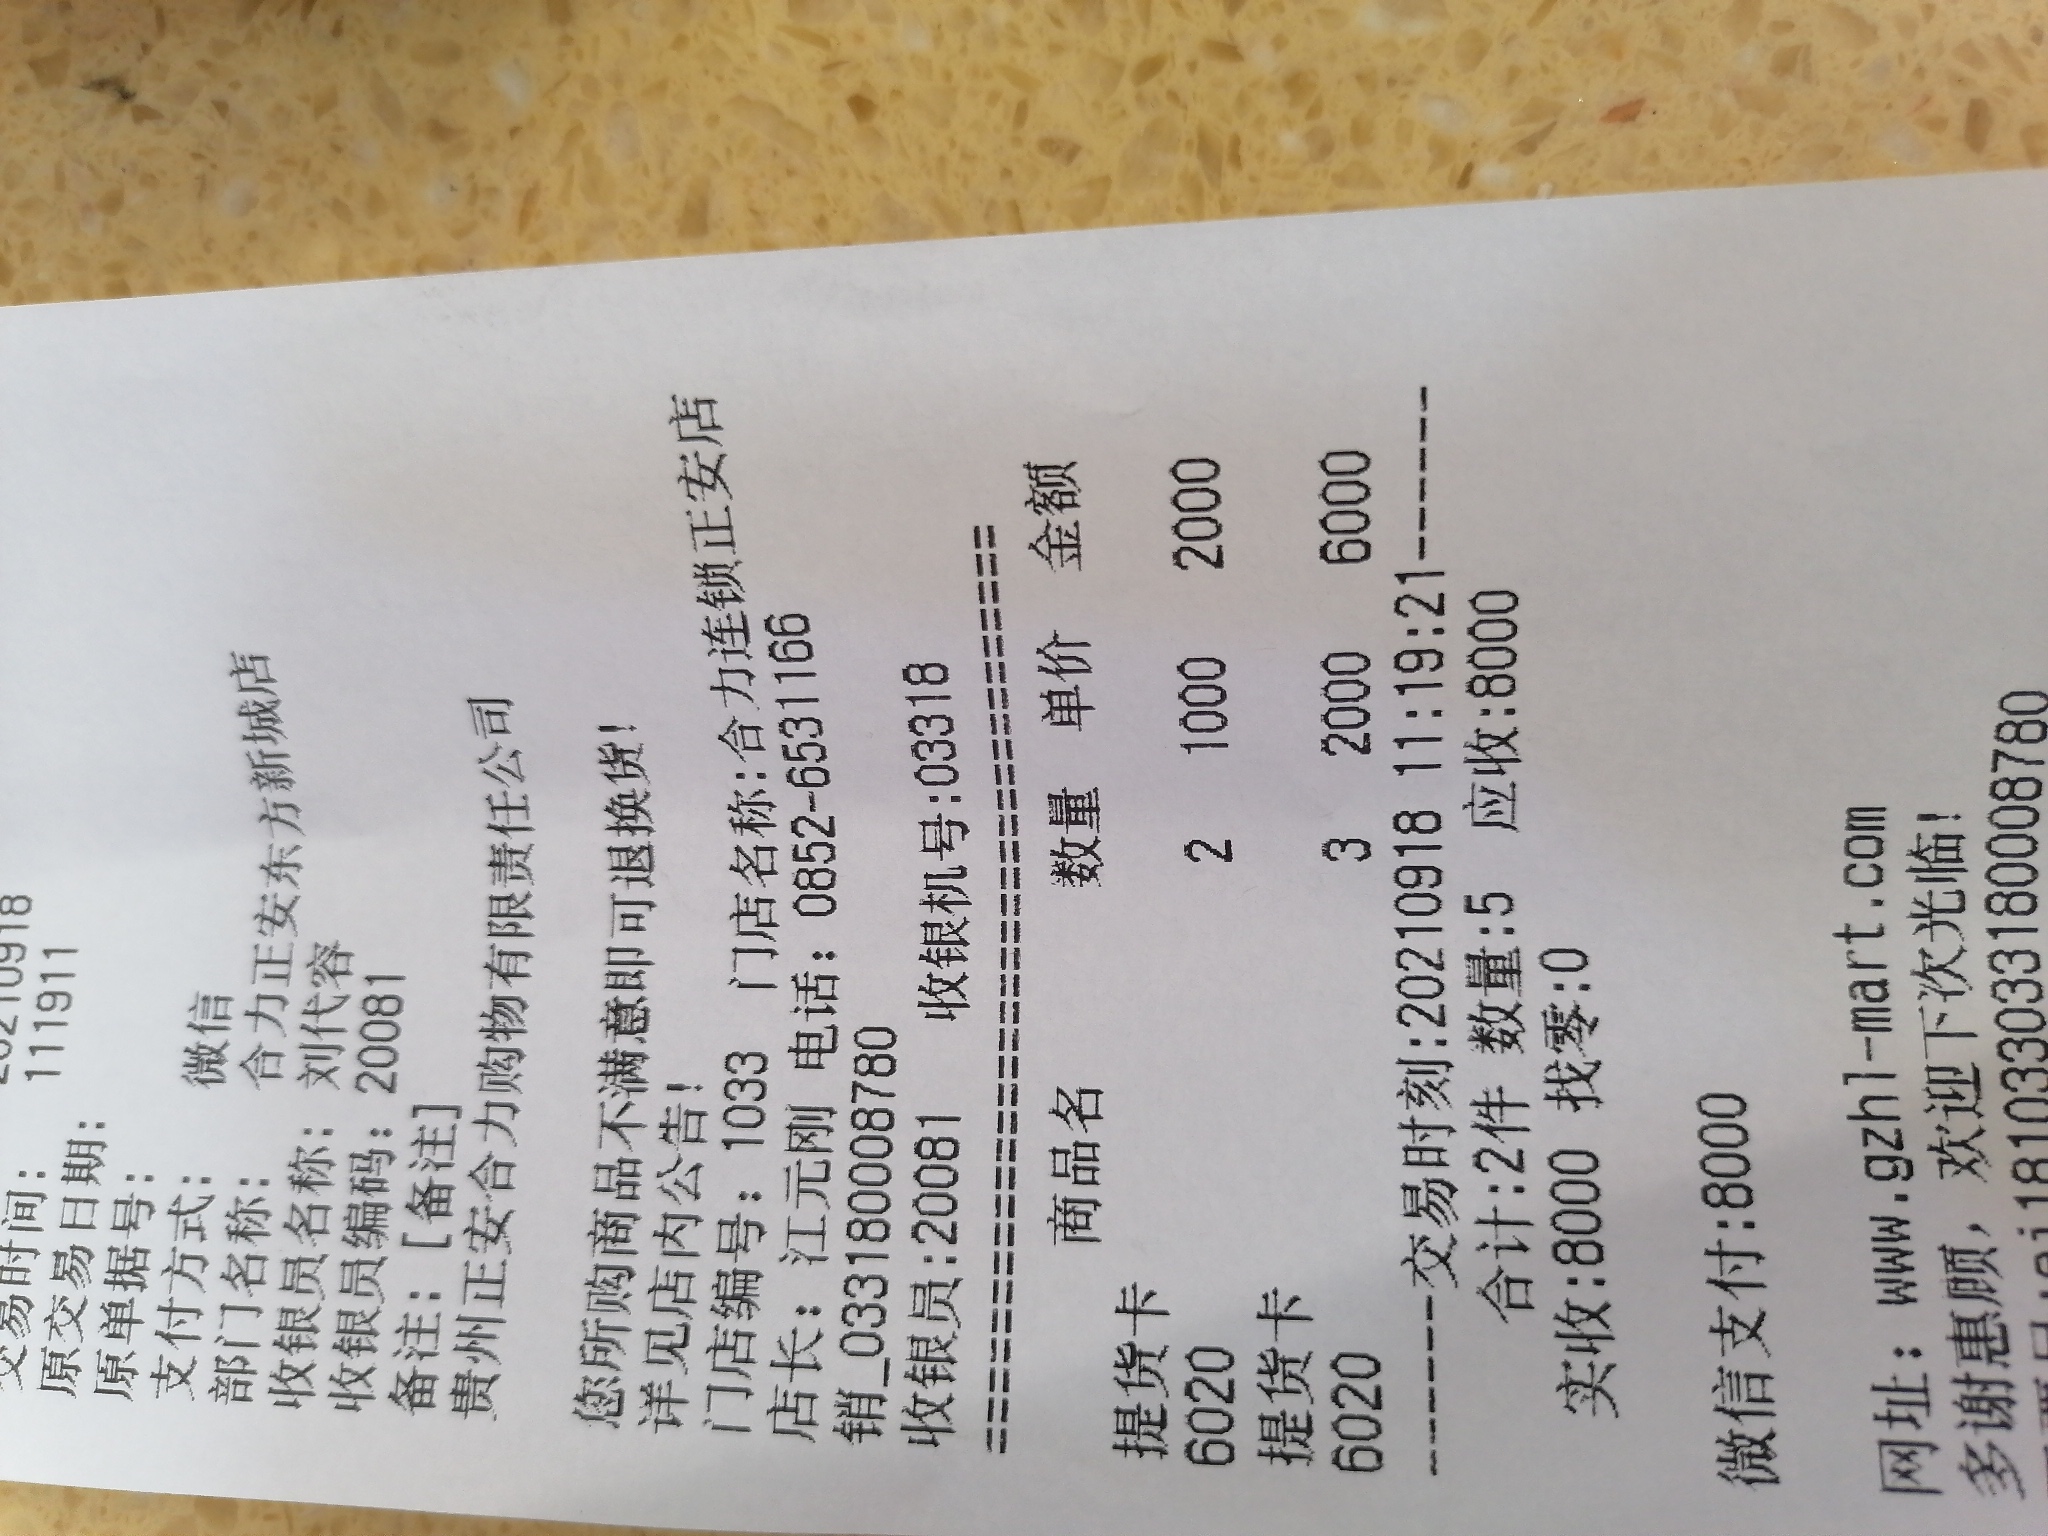 交易时间: 20210918
原交易日期: 111911
原单据号:
支付方式: 微信
部门名称: 合力正安东方新城店
收银员名称: 刘代容
收银员编码: 20081
备注: [备注]
贵州正安合力购物有限责任公司
您所购商品不满意即可退换货!
详见店内公告!
门店编号: 1033 门店名称:合力连锁正安店
店长: 江元刚 电话: 0852-6531166
销_033180008780
收银员:20081 收银机号:03318
==========================================
商品名 数量 单价 金额
提货卡
6020 2 1000 2000
提货卡
6020 3 2000 6000
--------交易时刻:20210918 11:19:21-------
合计:2件 数量:5 应收:8000
实收:8000 找零:0
微信支付:8000
网址: www.gzhl-mart.com
多谢惠顾, 欢迎下次光临!
:ej181033033180008780